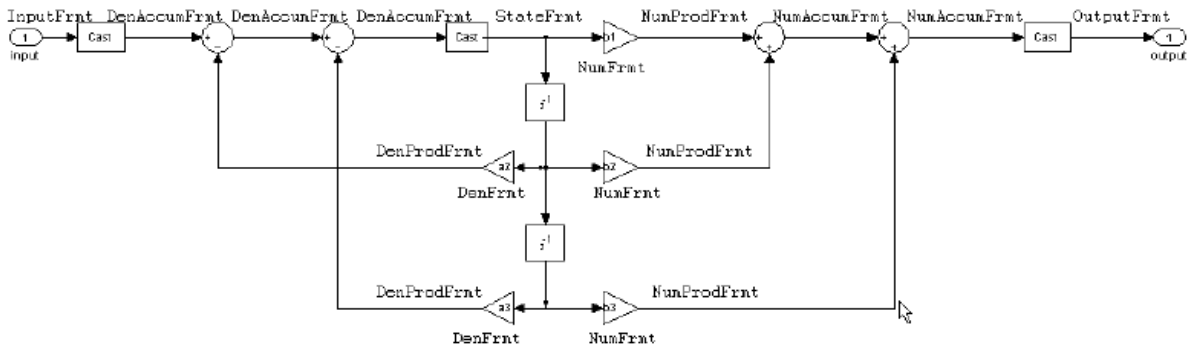 InputFrmt DenAccumFrmt DenAccumFrmt DenAccumFrmt StateFrmt NumProdFrmt NumAccumFrmt NumAccumFrmt OutputFrmt
1 Cast + − + − Cast b1 + + + + Cast 1
input NumFrmt output
z-1
DenProdFrmt NumProdFrmt
a2 b2
DenFrmt NumFrmt
z-1
DenProdFrmt NumProdFrmt
a3 b3
DenFrmt NumFrmt